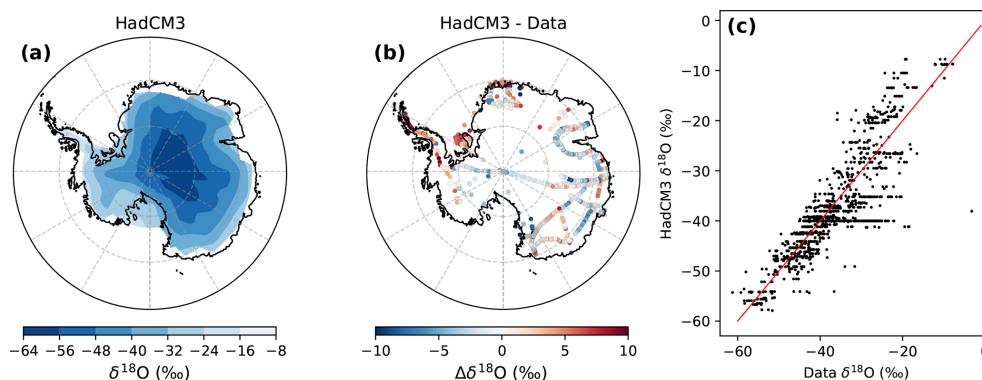 HadCM3
(a)
−64 −56 −48 −40 −32 −24 −16 −8
δ¹⁸O (‰)
HadCM3 - Data
(b)
−10 −5 0 5 10
Δδ¹⁸O (‰)
(c)
0
−10
−20
−30
−40
−50
−60
HadCM3 δ¹⁸O (‰)
−60 −40 −20 0
Data δ¹⁸O (‰)